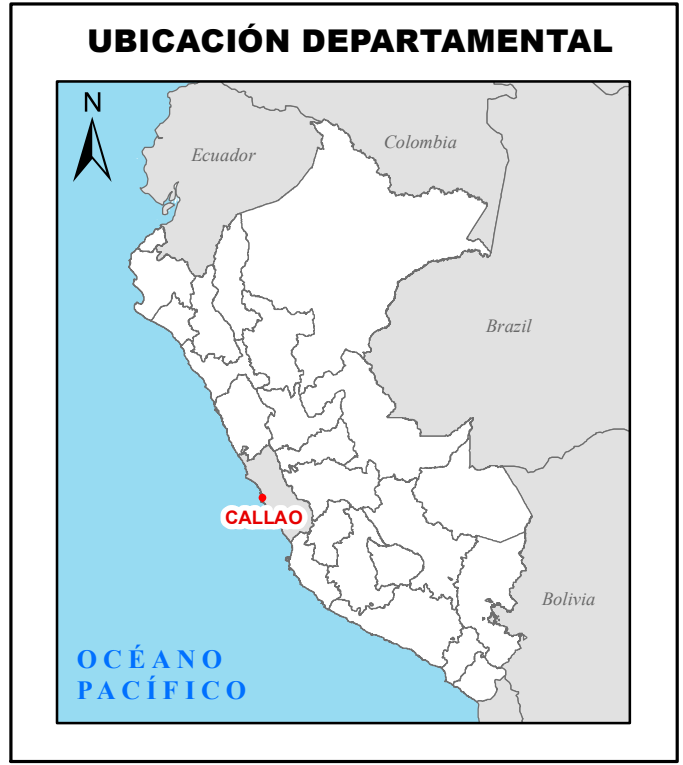 UBICACIÓN DEPARTAMENTAL
N
Colombia
Ecuador
Brazil
CALLAO
Bolivia
OCÉANO
PACÍFICO